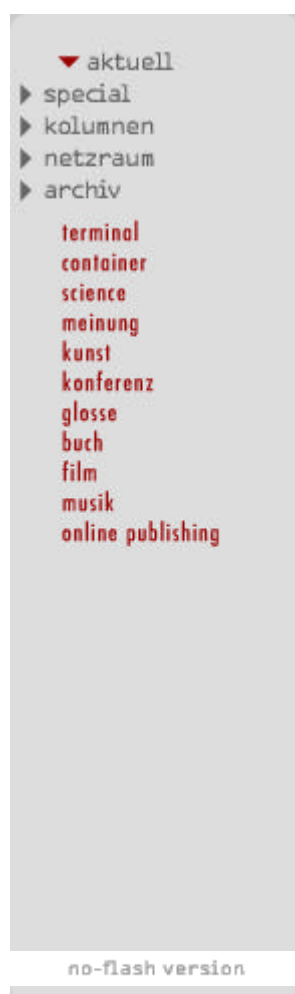 aktuell
special
kolumnen
netzraum
archiv
terminal
container
science
meinung
kunst
konferenz
glosse
buch
film
musik
online publishing
no-flash version